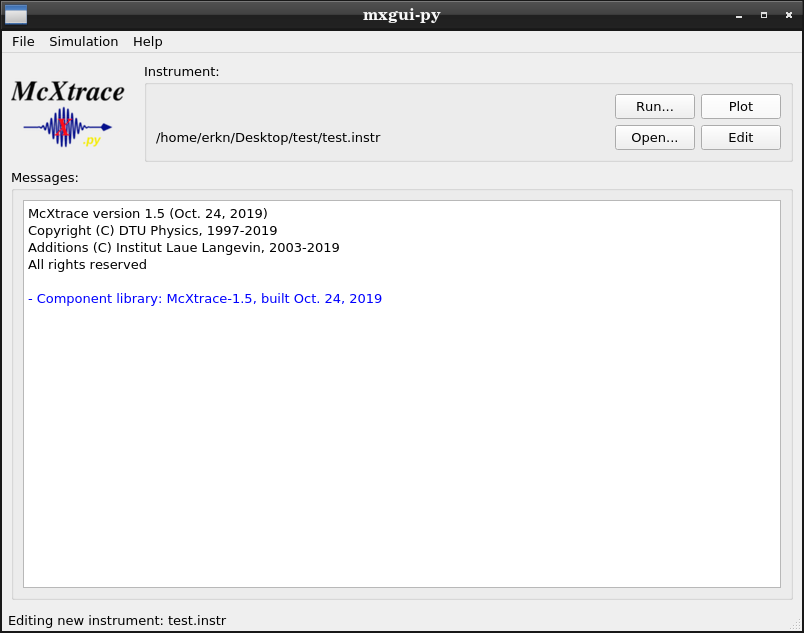 mxgui-py
File Simulation Help
McXtrace
.py
Instrument:
Run... Plot
/home/erkn/Desktop/test/test.instr
Open... Edit
Messages:
McXtrace version 1.5 (Oct. 24, 2019)
Copyright (C) DTU Physics, 1997-2019
Additions (C) Institut Laue Langevin, 2003-2019
All rights reserved
- Component library: McXtrace-1.5, built Oct. 24, 2019
Editing new instrument: test.instr